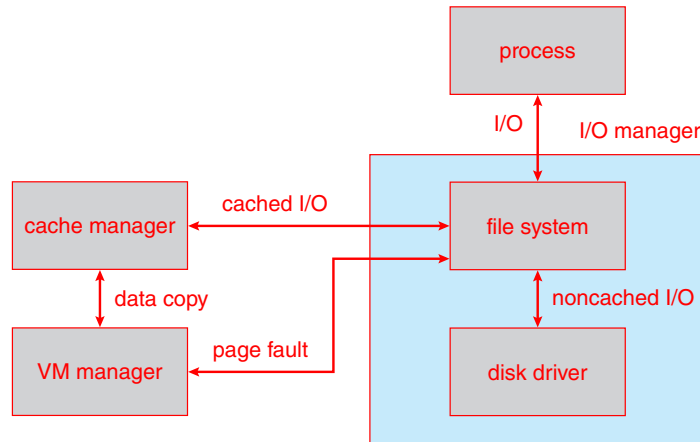 process
I/O
I/O manager
cached I/O
cache manager
file system
data copy
noncached I/O
page fault
VM manager
disk driver